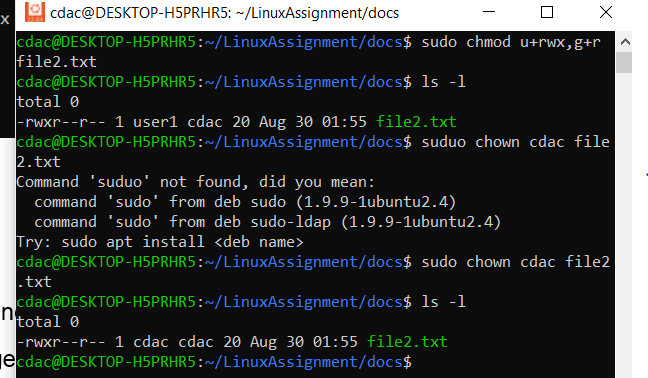 cdac@DESKTOP-H5PRHR5: ~/LinuxAssignment/docs
cdac@DESKTOP-H5PRHR5:~/LinuxAssignment/docs$ sudo chmod u+rwx,g+r
file2.txt
cdac@DESKTOP-H5PRHR5:~/LinuxAssignment/docs$ ls -l
total 0
-rwxr--r-- 1 user1 cdac 20 Aug 30 01:55 file2.txt
cdac@DESKTOP-H5PRHR5:~/LinuxAssignment/docs$ suduo chown cdac file
2.txt
Command 'suduo' not found, did you mean:
  command 'sudo' from deb sudo (1.9.9-1ubuntu2.4)
  command 'sudo' from deb sudo-ldap (1.9.9-1ubuntu2.4)
Try: sudo apt install <deb name>
cdac@DESKTOP-H5PRHR5:~/LinuxAssignment/docs$ sudo chown cdac file2
.txt
cdac@DESKTOP-H5PRHR5:~/LinuxAssignment/docs$ ls -l
total 0
-rwxr--r-- 1 cdac cdac 20 Aug 30 01:55 file2.txt
cdac@DESKTOP-H5PRHR5:~/LinuxAssignment/docs$